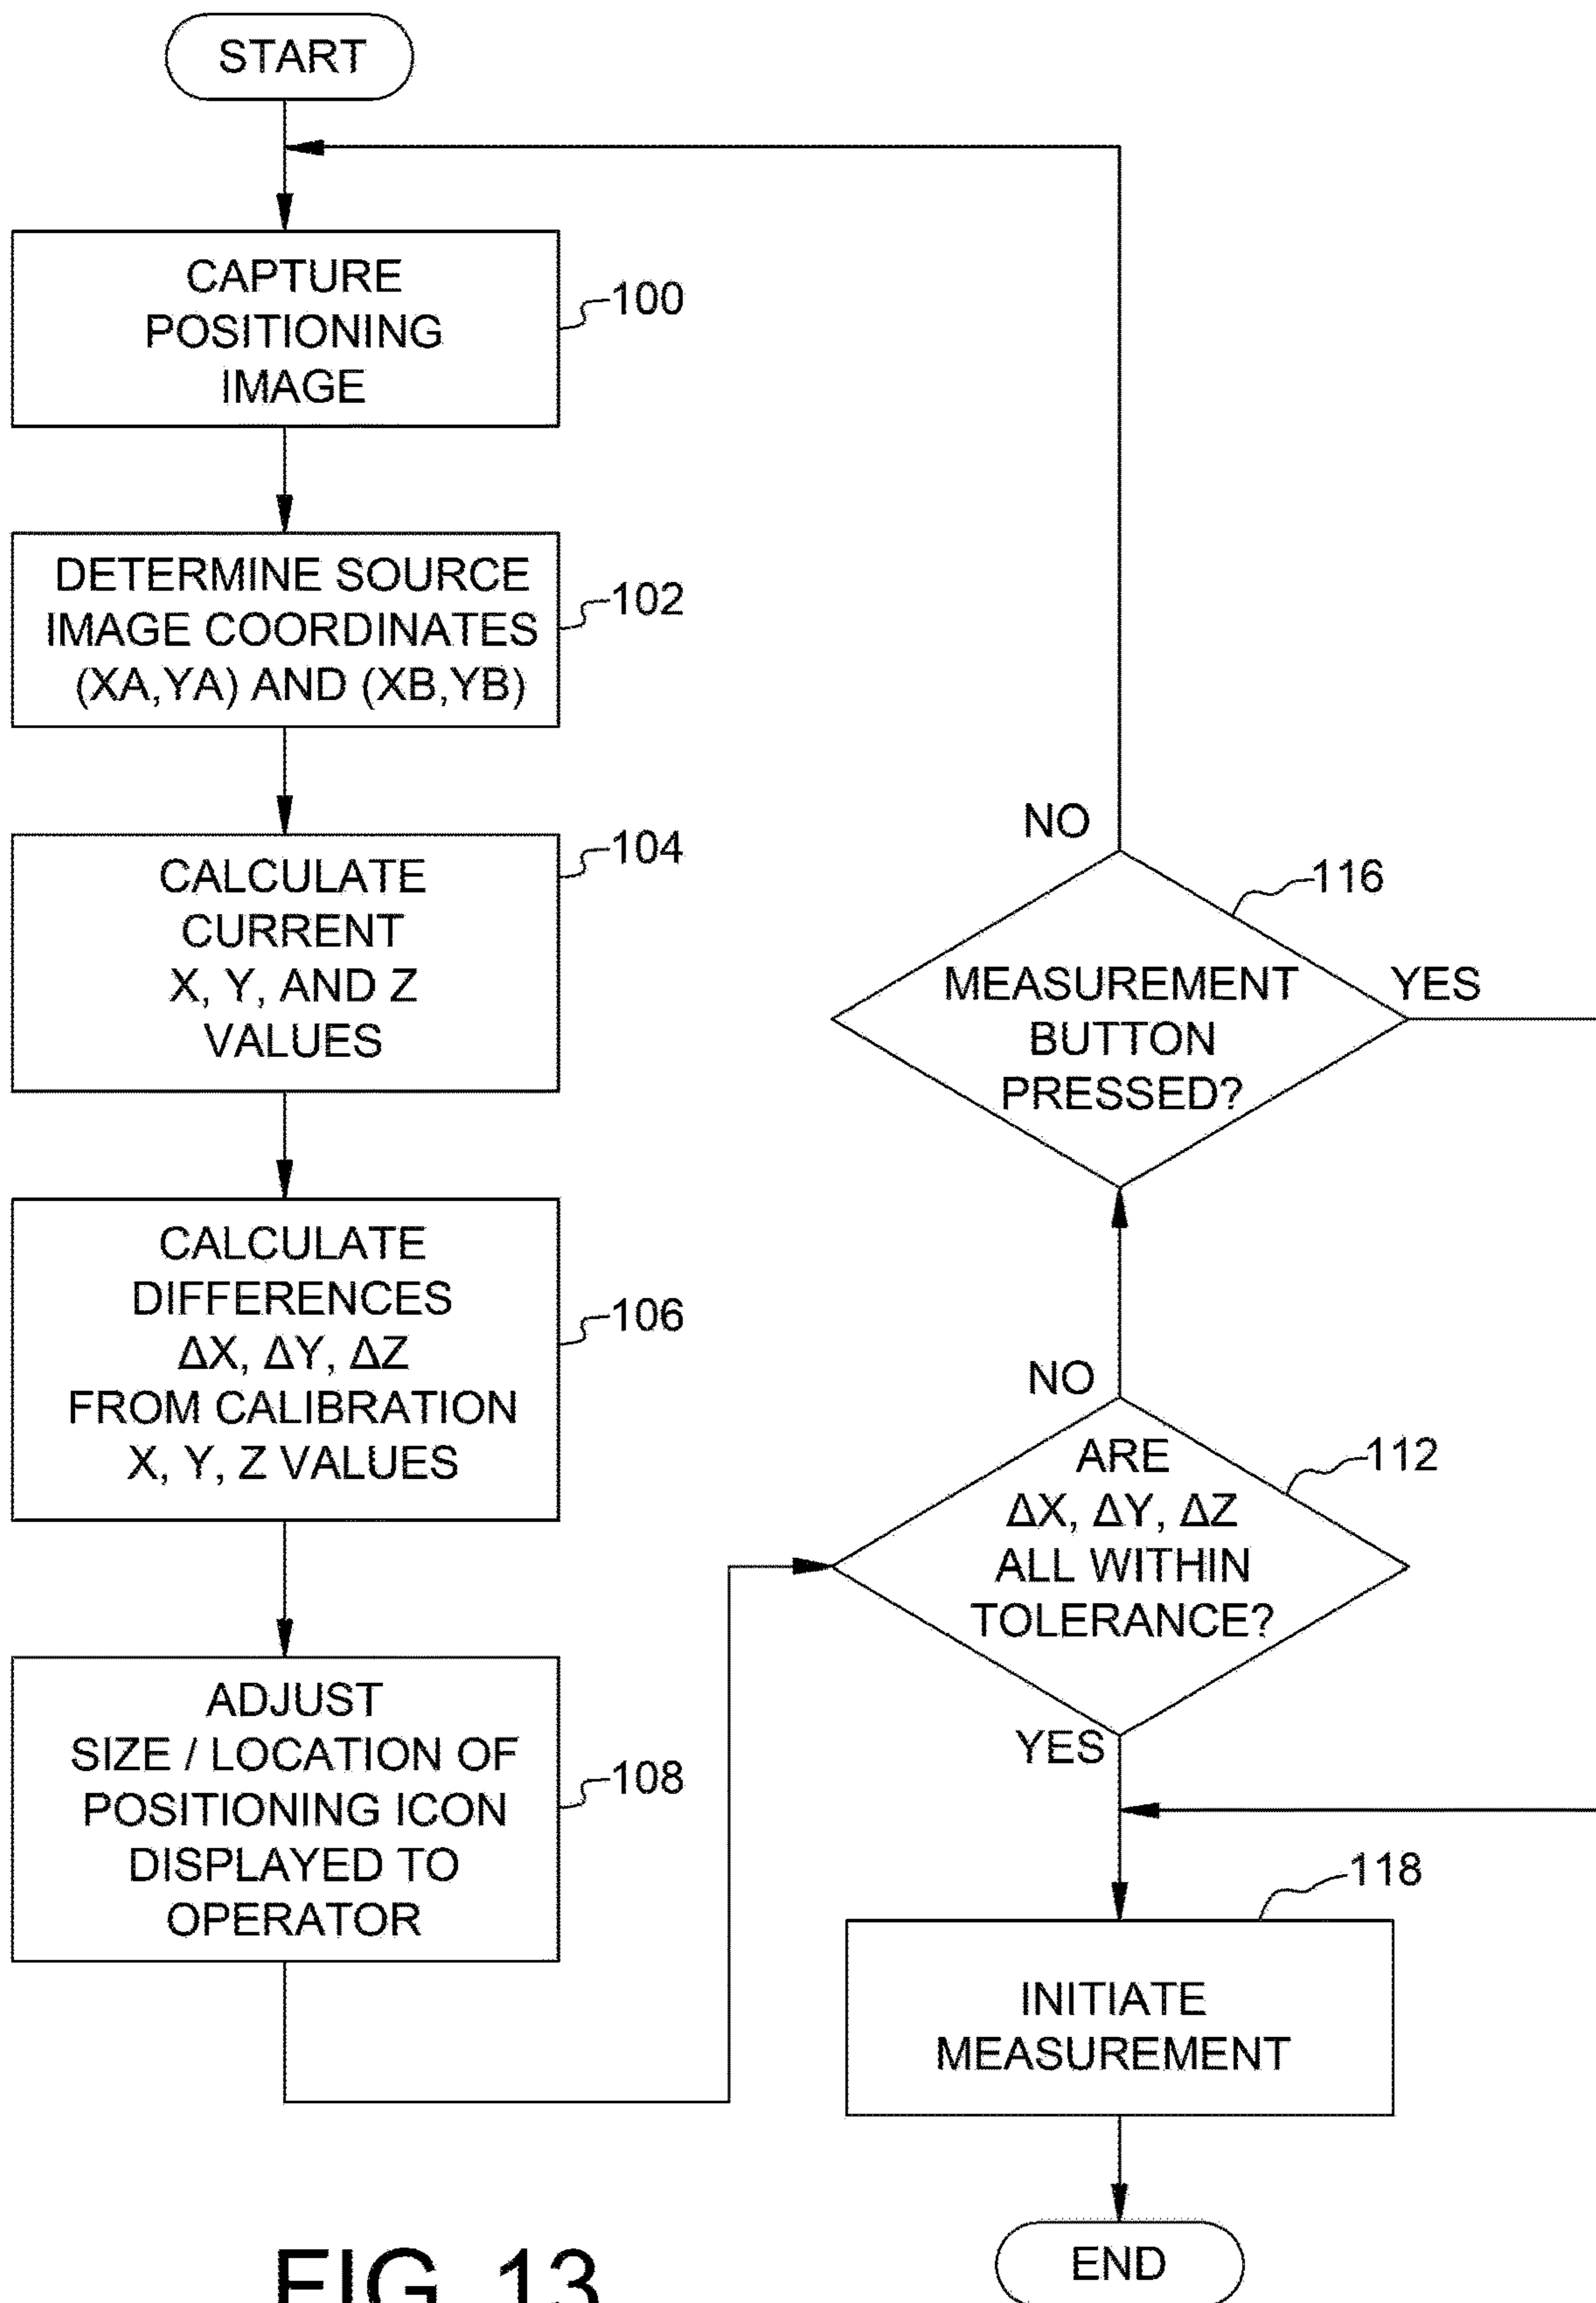 START
CAPTURE
POSITIONING
IMAGE
100
DETERMINE SOURCE
IMAGE COORDINATES
(XA,YA) AND (XB,YB)
102
CALCULATE
CURRENT
X, Y, AND Z
VALUES
104
CALCULATE
DIFFERENCES
ΔX, ΔY, ΔZ
FROM CALIBRATION
X, Y, Z VALUES
106
ADJUST
SIZE / LOCATION OF
POSITIONING ICON
DISPLAYED TO
OPERATOR
108
NO
116
MEASUREMENT
BUTTON
PRESSED?
YES
NO
112
ARE
ΔX, ΔY, ΔZ
ALL WITHIN
TOLERANCE?
YES
118
INITIATE
MEASUREMENT
END
FIG. 13